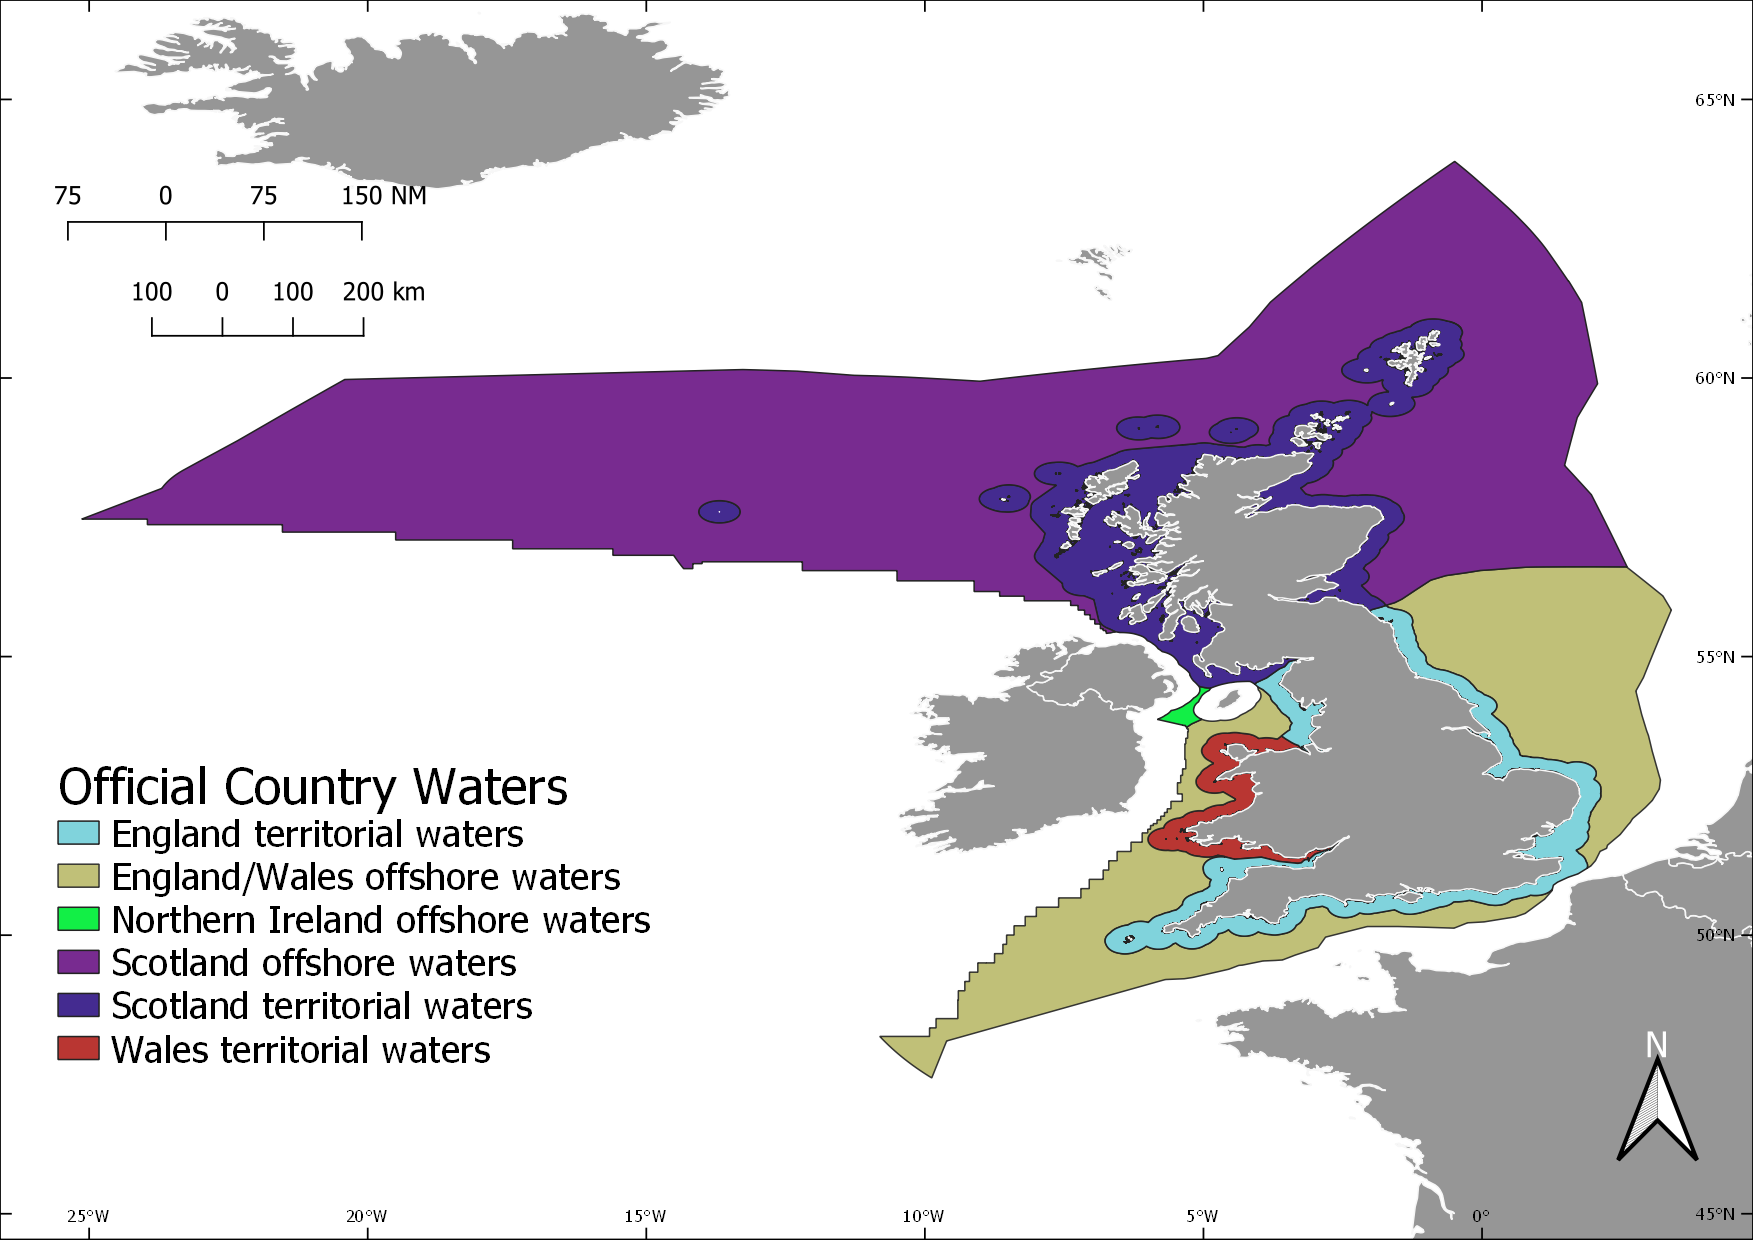 65°N
75 0 75 150 NM
100 0 100 200 km
60°N
55°N
Official Country Waters
England territorial waters
England/Wales offshore waters
Northern Ireland offshore waters
50°N
Scotland offshore waters
Scotland territorial waters
Wales territorial waters
N
25°W 20°W 15°W 10°W 5°W 0° 45°N